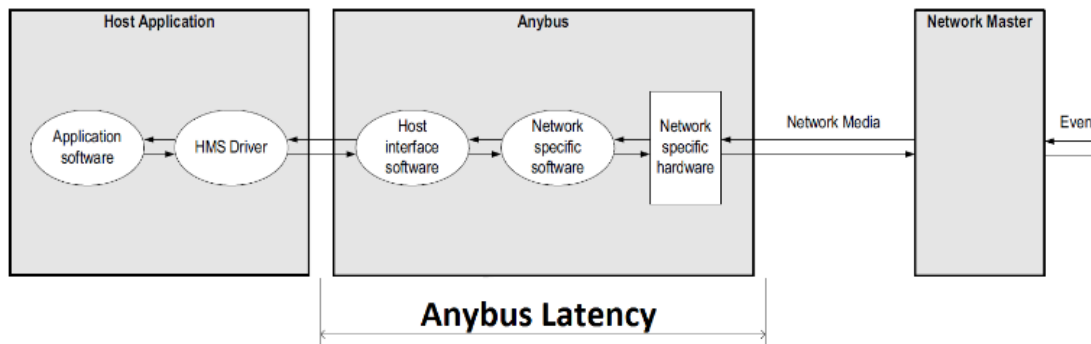 Host Application
Anybus
Network Master
Application
software
HMS Driver
Host
interface
software
Network
specific
software
Network
specific
hardware
Network Media
Even
Anybus Latency